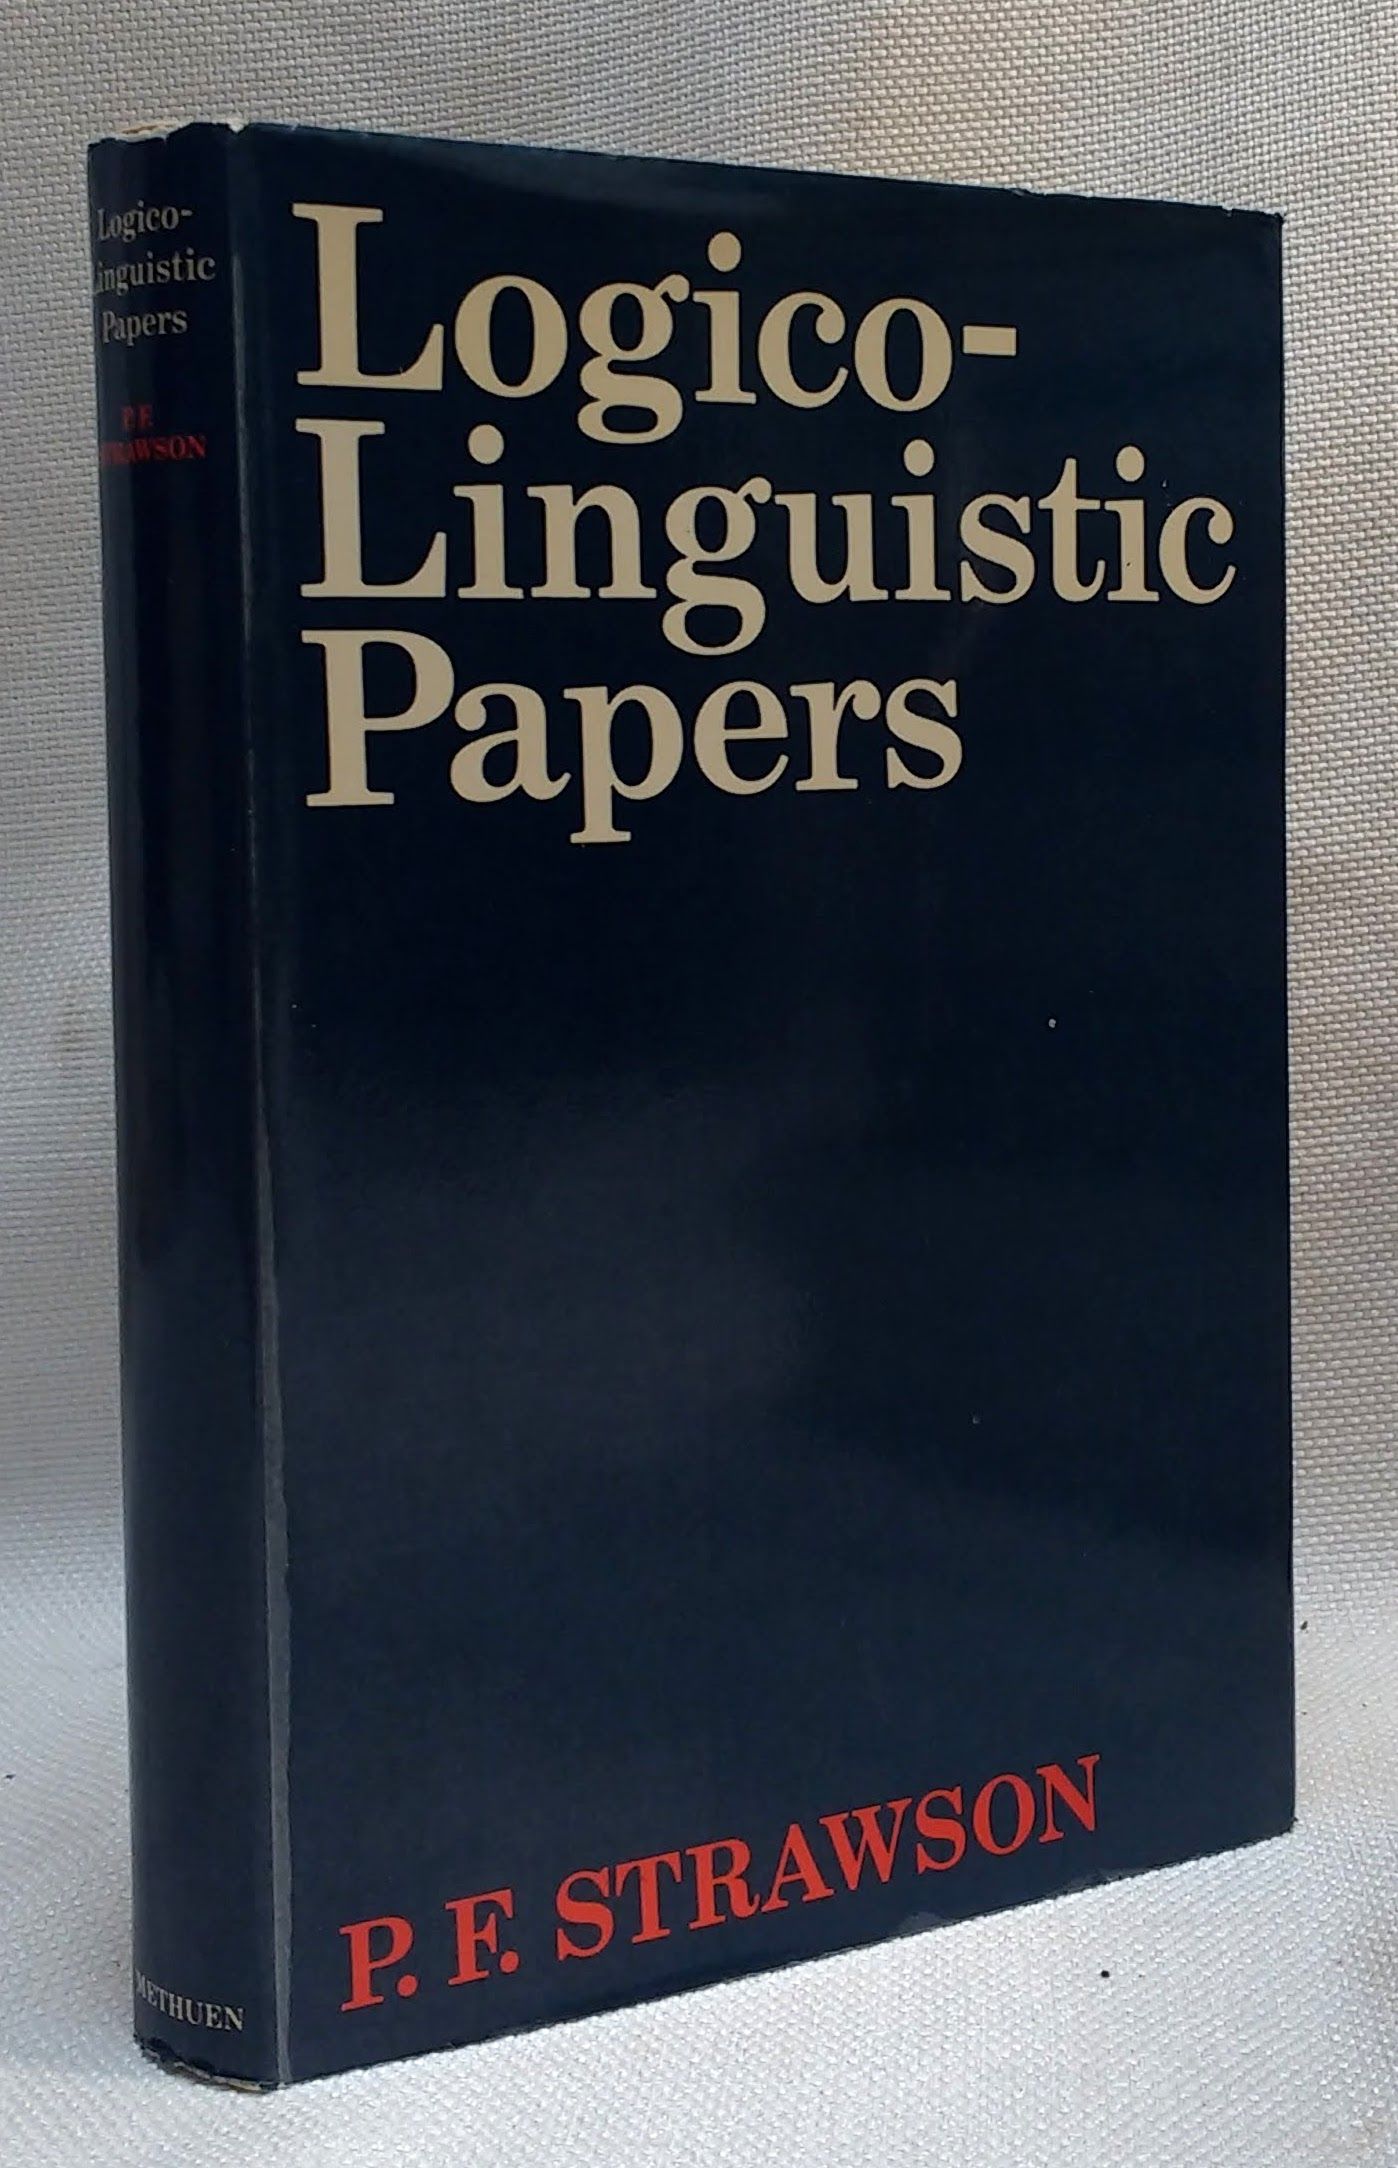 Logico-
Linguistic
Papers
P.F.
STRAWSON
METHUEN
Logico-
Linguistic
Papers
P. F. STRAWSON